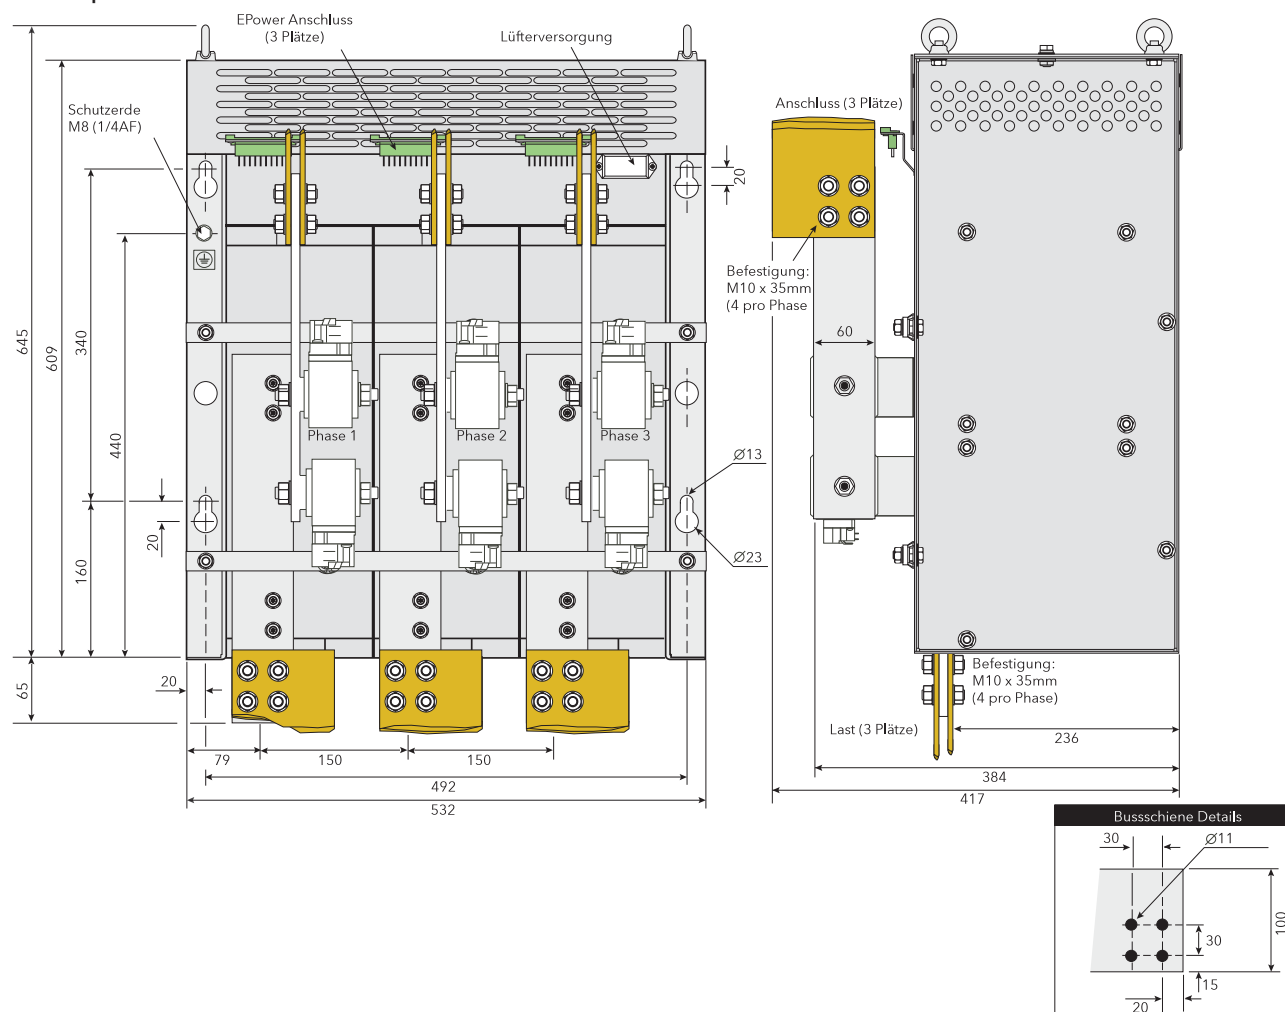 EPower Anschluss
(3 Plätze)
Lüfterversorgung
Schutzerde
M8 (1/4AF)
Anschluss (3 Plätze)
20
Befestigung:
M10 x 35mm
(4 pro Phase
645
609
340
440
60
Phase 1
Phase 2
Phase 3
Ø13
20
160
Ø23
65
20
Befestigung:
M10 x 35mm
(4 pro Phase)
Last (3 Plätze)
79
150
150
236
492
384
532
417
Bussschiene Details
30
Ø11
100
30
15
20